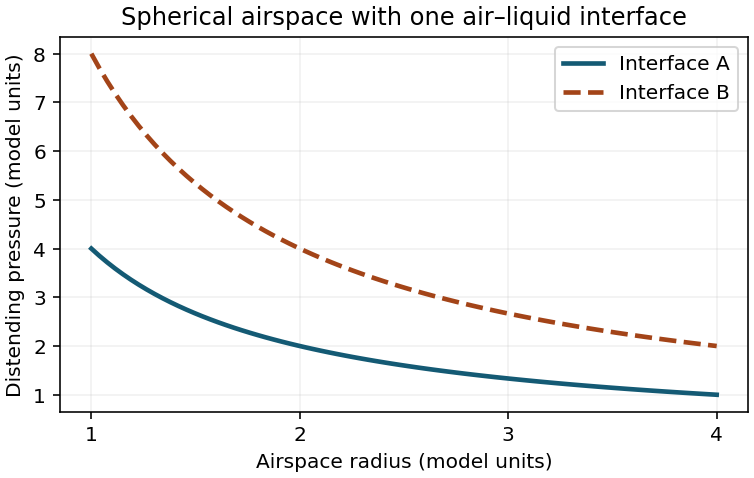 Spherical airspace with one air–liquid interface
Interface A
Interface B
Distending pressure (model units)
8
7
6
5
4
3
2
1
1 2 3 4
Airspace radius (model units)